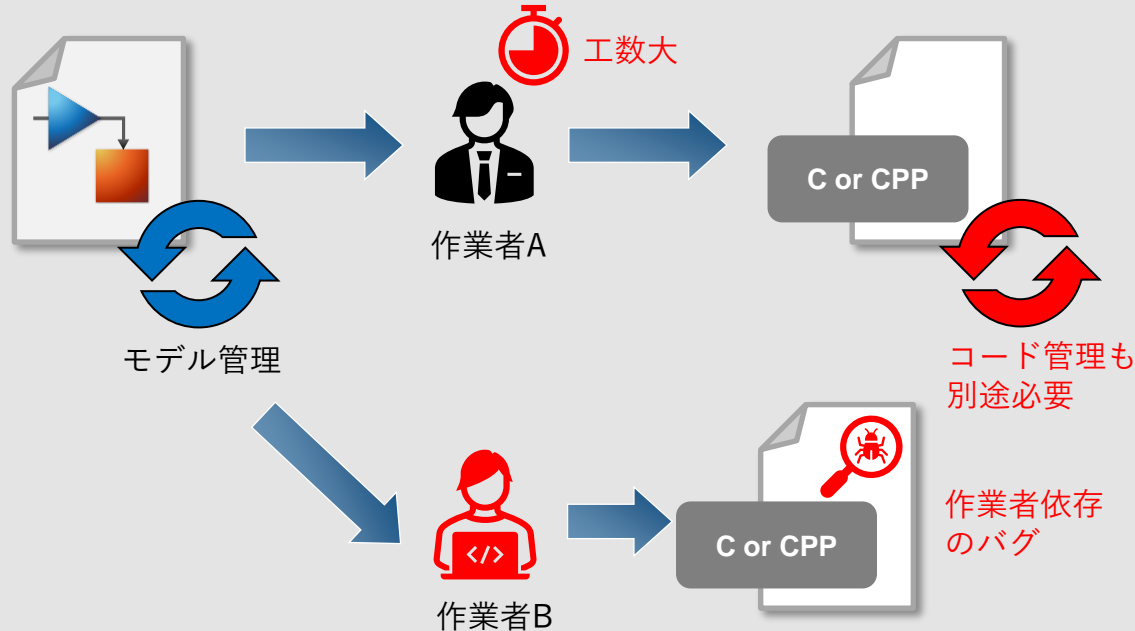 工数大
C or CPP
作業者A
モデル管理
コード管理も
別途必要
</>
C or CPP
作業者依存
のバグ
作業者B